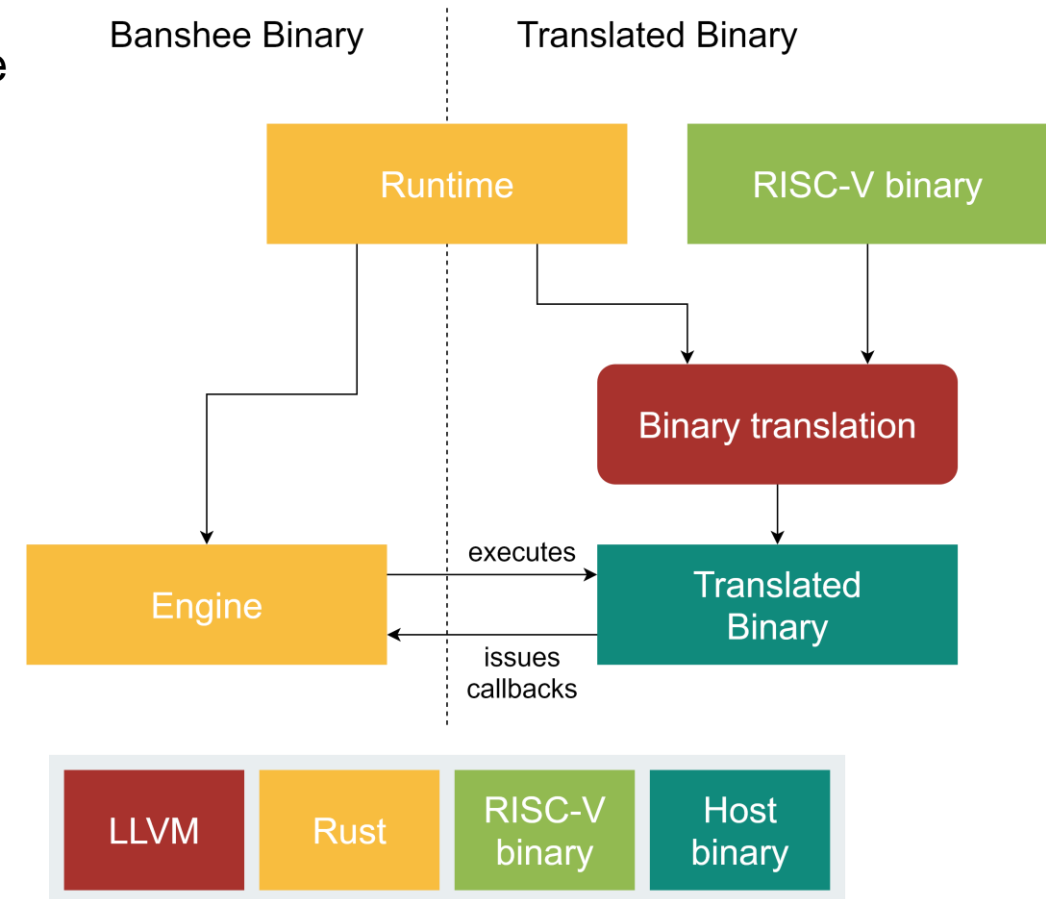 Banshee Binary
Translated Binary
e
Runtime
RISC-V binary
Binary translation
executes
Engine
Translated
Binary
issues
callbacks
LLVM
Rust
RISC-V
binary
Host
binary